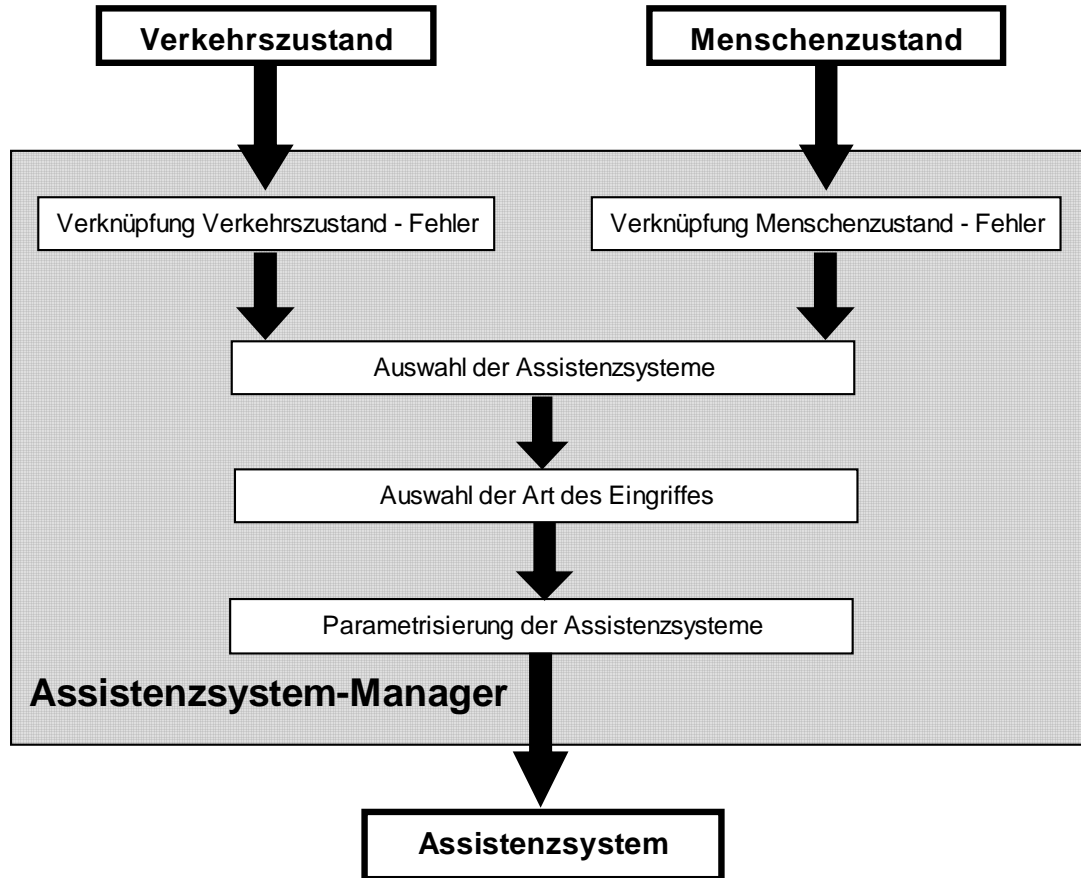 Verkehrszustand
Menschenzustand
Verknüpfung Verkehrszustand - Fehler
Verknüpfung Menschenzustand - Fehler
Auswahl der Assistenzsysteme
Auswahl der Art des Eingriffes
Parametrisierung der Assistenzsysteme
Assistenzsystem-Manager
Assistenzsystem